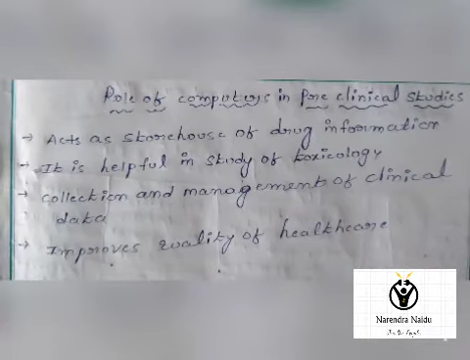 Role of computers in Pre clinical Studies
→ Acts as storehouse of drug information
→ It is helpful in study of toxicology
→ collection and management of clinical
data
→ Improves quality of healthcare
Narendra Naidu